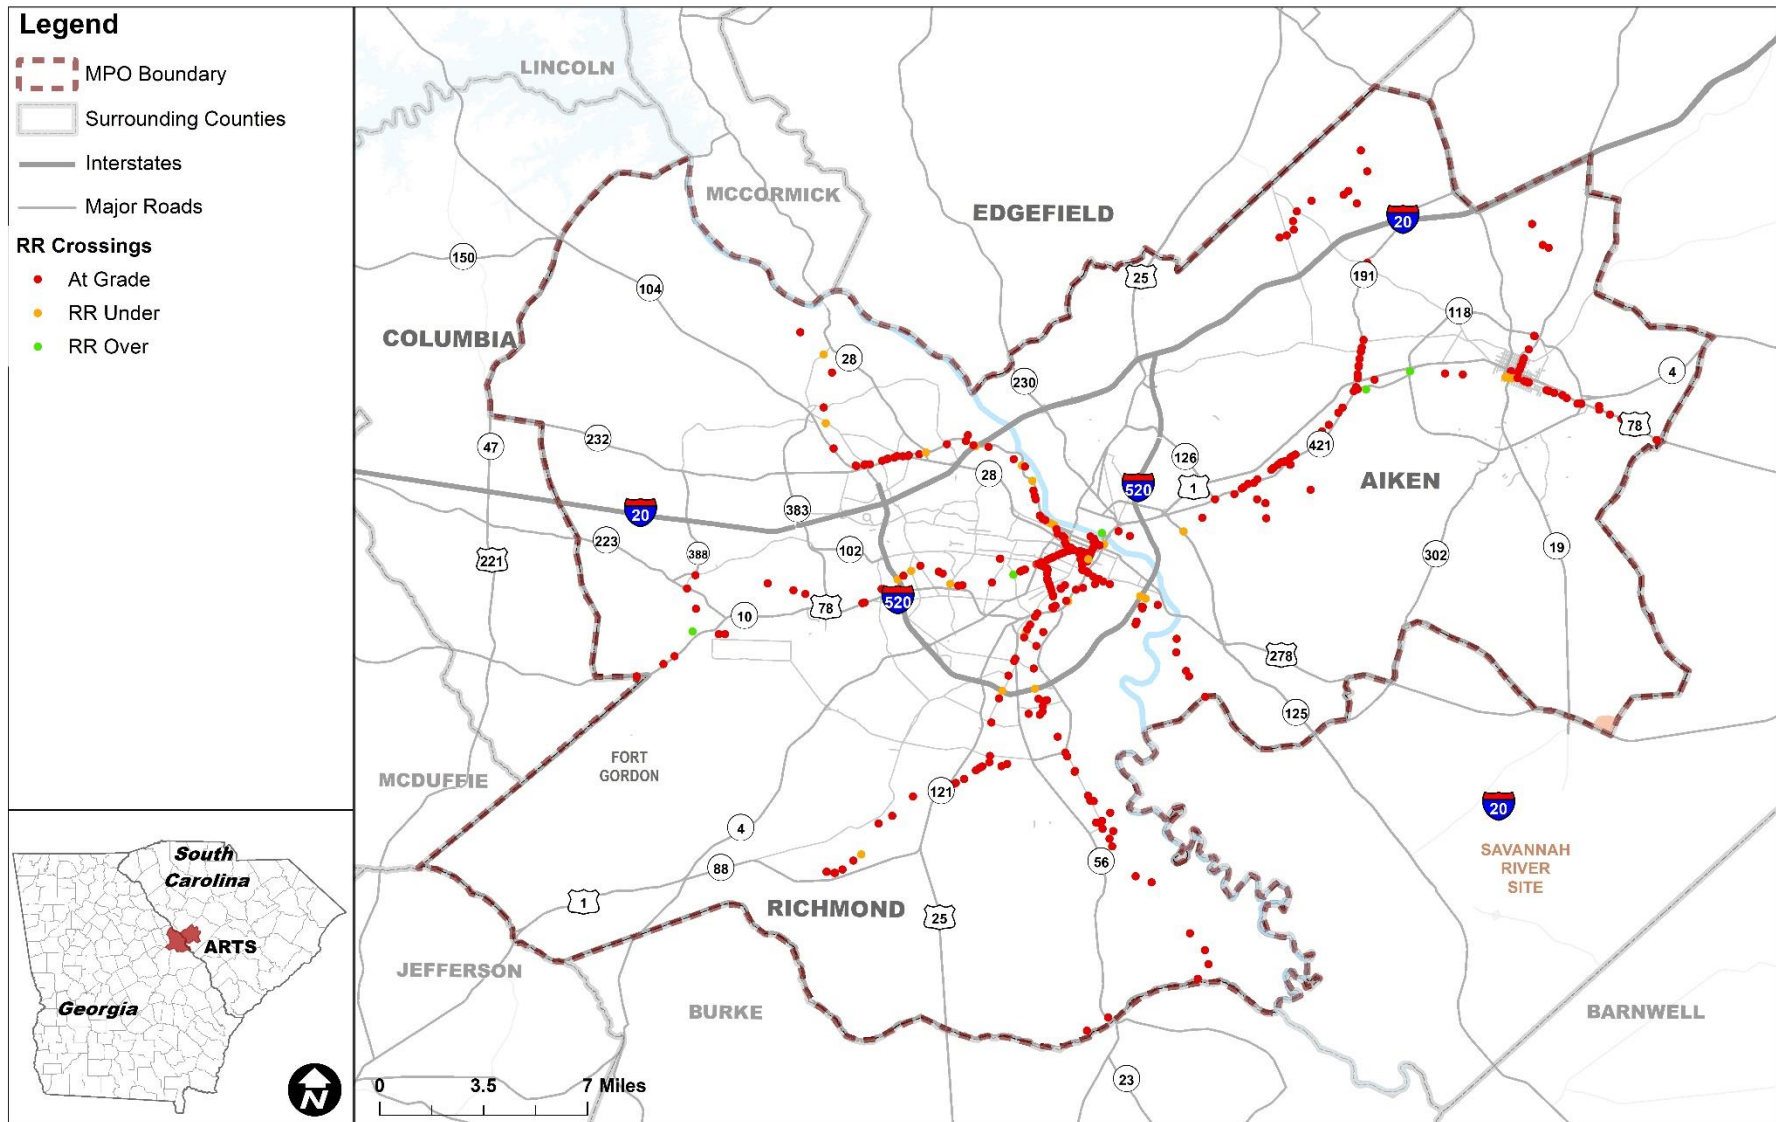 Legend
MPO Boundary
Surrounding Counties
Interstates
Major Roads
RR Crossings
At Grade
RR Under
RR Over
South
Carolina
ARTS
Georgia
N
0 3.5 7 Miles
LINCOLN
MCCORMICK
EDGEFIELD
20
150
25
191
104
118
COLUMBIA
28
230
4
47
232
78
421
126
28
AIKEN
520
1
20
383
223
388
102
221
302
19
520
78
10
278
125
FORT
GORDON
MCDUFFIE
121
20
4
SAVANNAH
RIVER
SITE
56
88
1
RICHMOND
25
JEFFERSON
BURKE
BARNWELL
23